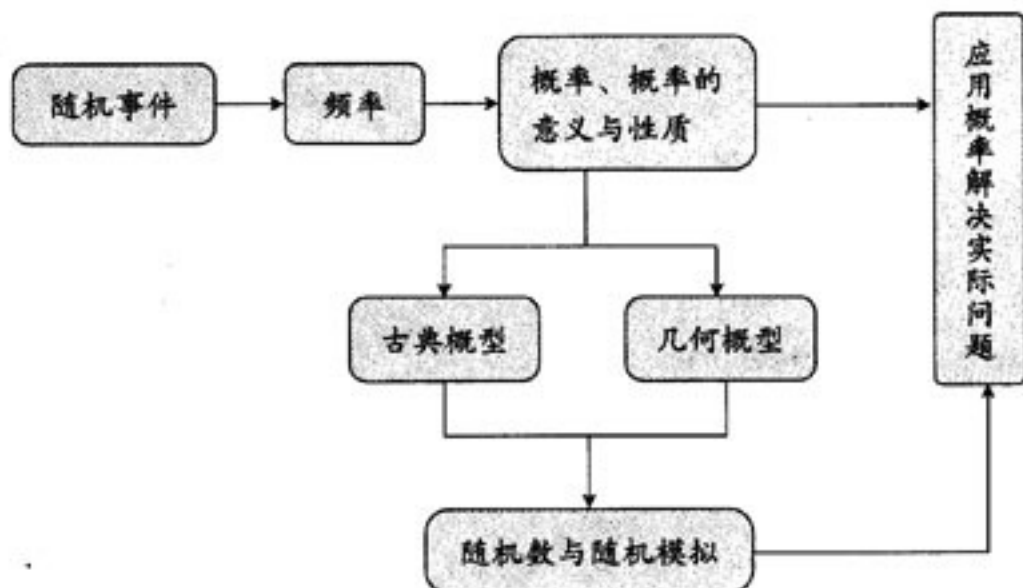 随机事件
频率
概率、概率的
意义与性质
应用概率解决实际问题
古典概型
几何概型
随机数与随机模拟